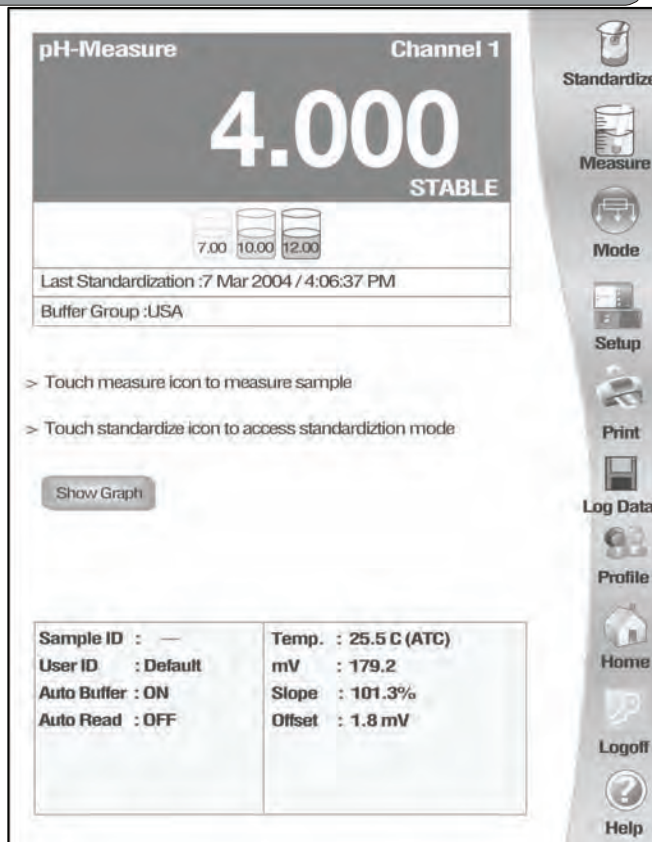 pH-Measure Channel 1
4.000
STABLE
7.00 10.00 12.00
Last Standardization :7 Mar 2004 / 4:06:37 PM
Buffer Group :USA
> Touch measure icon to measure sample
> Touch standardize icon to access standardiztion mode
Show Graph
Sample ID : —
User ID : Default
Auto Buffer : ON
Auto Read : OFF
Temp. : 25.5 C (ATC)
mV : 179.2
Slope : 101.3%
Offset : 1.8 mV
Standardize
Measure
Mode
Setup
Print
Log Data
Profile
Home
Logoff
Help